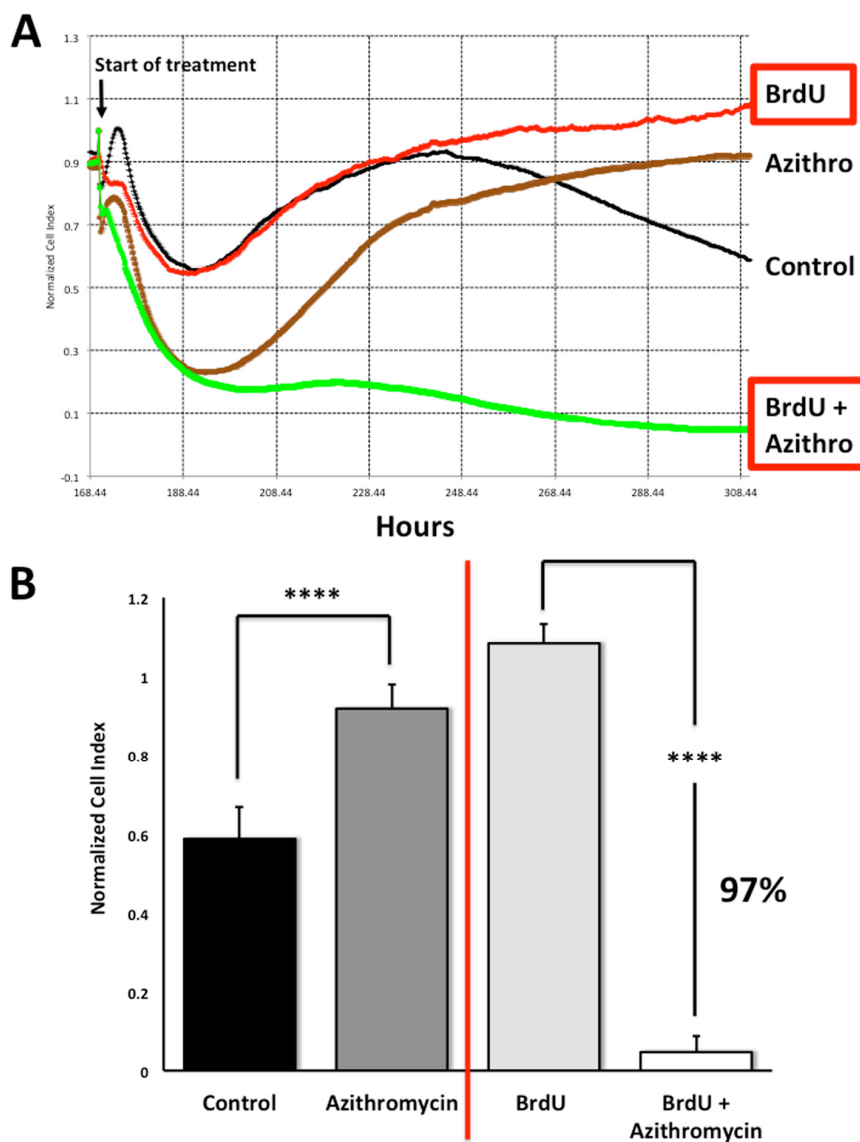 A
Start of treatment
1.3
1.1
0.9
0.7
0.5
0.3
0.1
-0.1
Normalized Cell Index
168.44 188.44 208.44 228.44 248.44 268.44 288.44 308.44
Hours
BrdU
Azithro
Control
BrdU +
Azithro
B
Normalized Cell Index
1.2
1
0.8
0.6
0.4
0.2
0
****
****
97%
Control Azithromycin BrdU BrdU +
Azithromycin